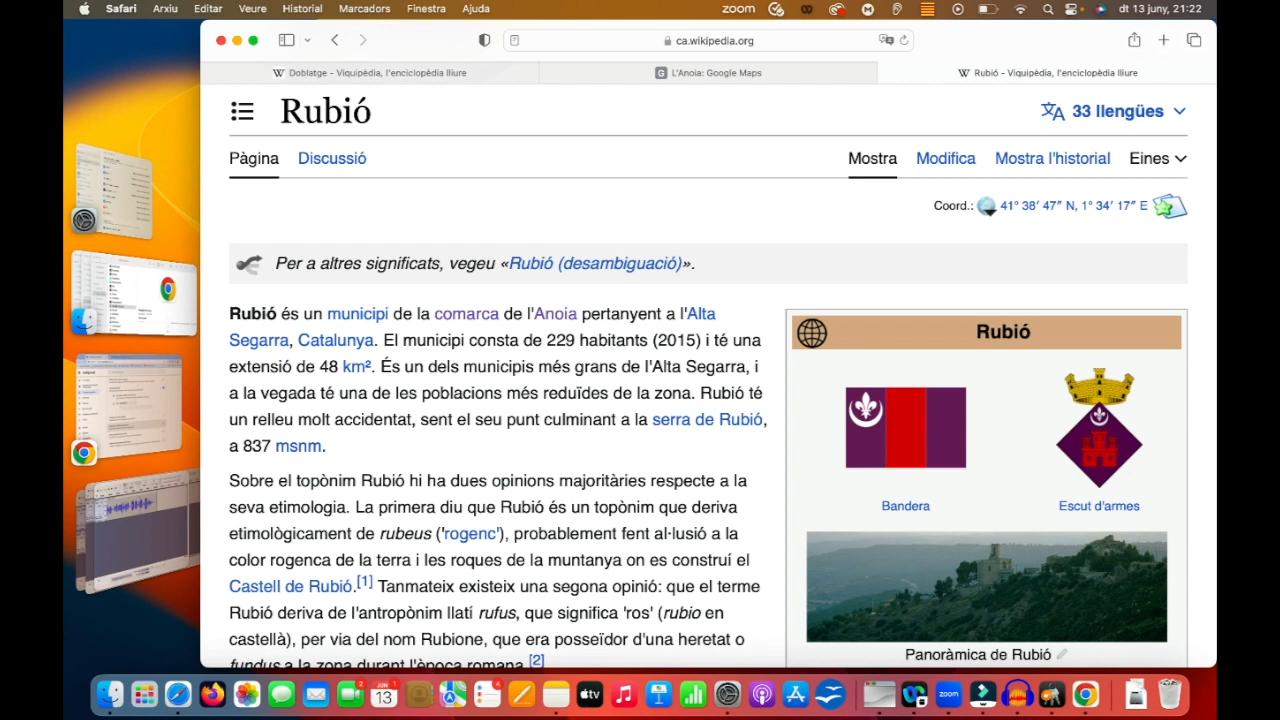 Safari Arxiu Editar Veure Historial Marcadors Finestra Ajuda zoom dt 13 juny, 21:22
ca.wikipedia.org
Doblatge - Viquipèdia, l'enciclopèdia lliure L'Anoia: Google Maps Rubió - Viquipèdia, l'enciclopèdia lliure
Rubió 33 llengües
Pàgina Discussió Mostra Modifica Mostra l'historial Eines
Coord.: 41° 38′ 47″ N, 1° 34′ 17″ E
Per a altres significats, vegeu «Rubió (desambiguació)».
Rubió és un municipi de la comarca de l'Anoia pertanyent a l'Alta
Segarra, Catalunya. El municipi consta de 229 habitants (2015) i té una
extensió de 48 km². És un dels municipis més grans de l'Alta Segarra, i
a la vegada té una de les poblacions més reduïdes de la zona. Rubió té
un relleu molt accidentat, sent el seu punt culminant a la serra de Rubió,
a 837 msnm.
Sobre el topònim Rubió hi ha dues opinions majoritàries respecte a la
seva etimologia. La primera diu que Rubió és un topònim que deriva
etimològicament de rubeus ('rogenc'), probablement fent al·lusió a la
color rogenca de la terra i les roques de la muntanya on es construí el
Castell de Rubió.[1] Tanmateix existeix una segona opinió: que el terme
Rubió deriva de l'antropònim llatí rufus, que significa 'ros' (rubio en
castellà), per via del nom Rubione, que era posseïdor d'una heretat o
fundus a la zona durant l'època romana.[2]
Rubió
Bandera Escut d'armes
Panoràmica de Rubió
2 JUN 1 13 4 tv zoom